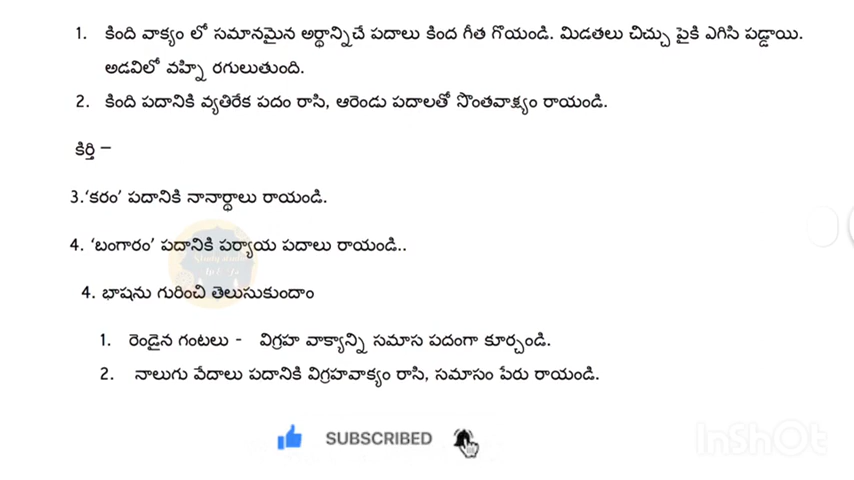 1. కింది వాక్యం లో సమానమైన అర్థాన్నిచే పదాలు కింద గీత గొయండి. మిడతలు చిచ్చు పైకి ఎగిసి పడ్డాయి.
అడవిలో వహ్ని రగులుతుంది.
2. కింది పదానికి వ్యతిరేక పదం రాసి, ఆరెండు పదాలతో సొంతవాక్యం రాయండి.
కీర్తి –
3.‘కరం’ పదానికి నానార్థాలు రాయండి.
4. ‘బంగారం’ పదానికి పర్యాయ పదాలు రాయండి..
4. భాషను గురించి తెలుసుకుందాం
1. రెండైన గంటలు - విగ్రహ వాక్యాన్ని సమాస పదంగా కూర్చండి.
2. నాలుగు వేదాలు పదానికి విగ్రహవాక్యం రాసి, సమాసం పేరు రాయండి.
SUBSCRIBED
InShOt